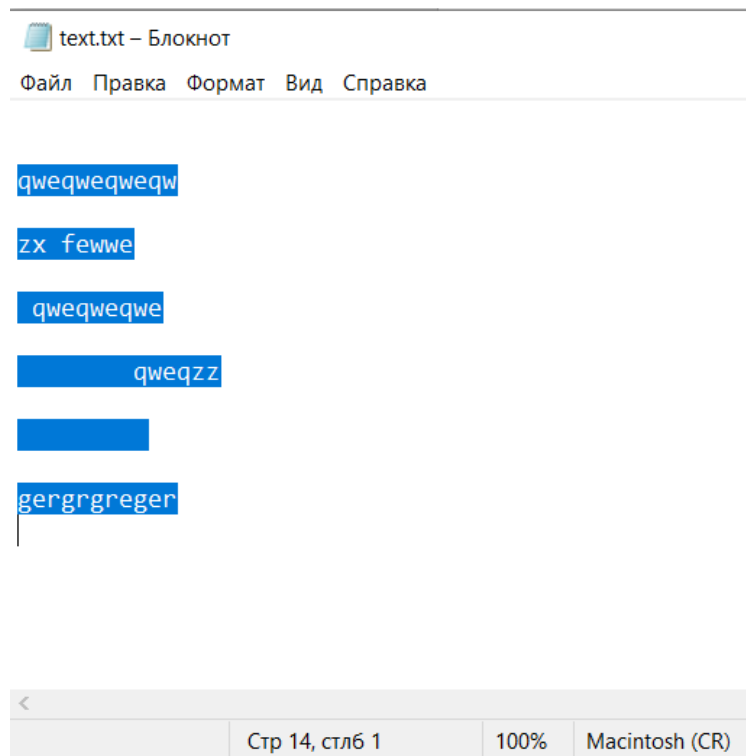 text.txt – Блокнот
Файл Правка Формат Вид Справка
qweqweqweqw
zx fewwe
 qweqweqwe
        qweqzz
gergrgreger
Стр 14, стлб 1 100% Macintosh (CR)